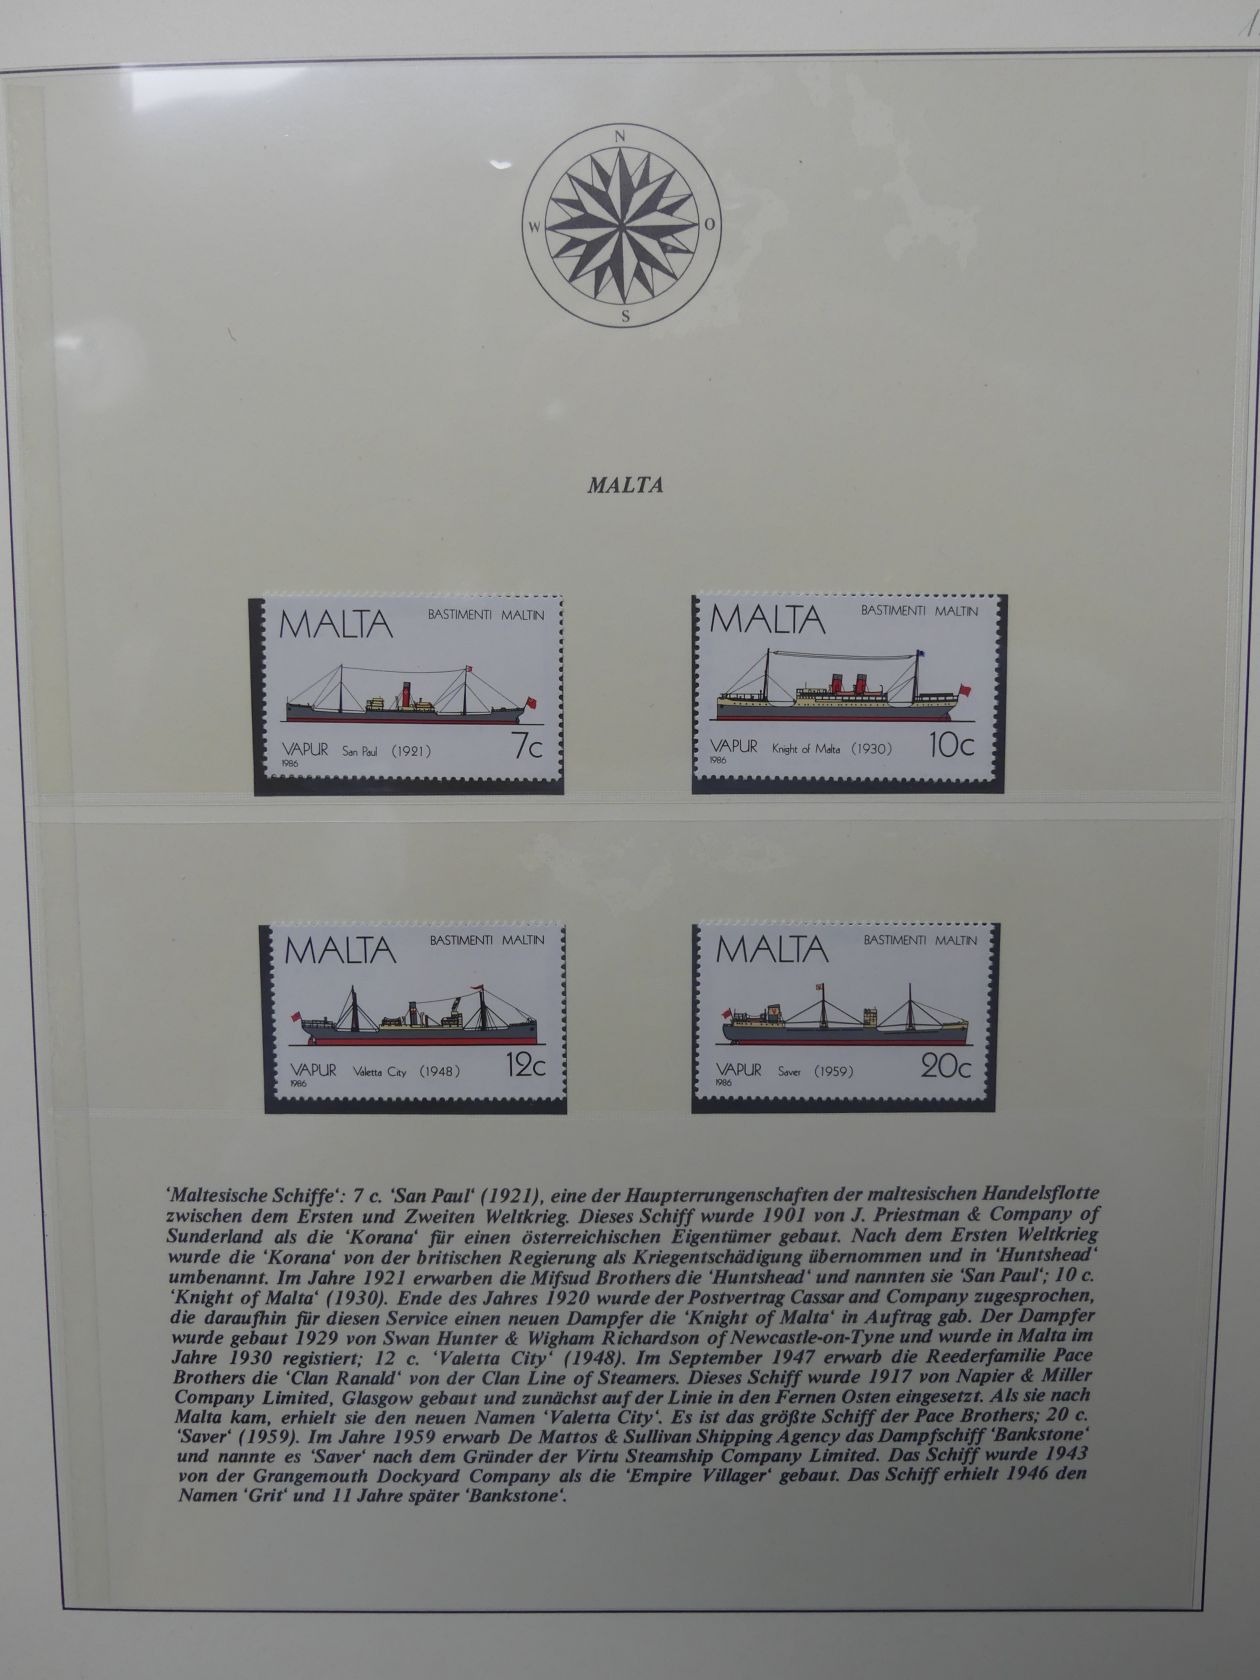 N
W O
S
MALTA
MALTA BASTIMENTI MALTIN
VAPUR San Paul (1921) 7c
1986
MALTA BASTIMENTI MALTIN
VAPUR Knight of Malta (1930) 10c
1986
MALTA BASTIMENTI MALTIN
VAPUR Valetta City (1948) 12c
1986
MALTA BASTIMENTI MALTIN
VAPUR Saver (1959) 20c
1986
‘Maltesische Schiffe‘: 7 c. ‘San Paul‘ (1921), eine der Haupterrungenschaften der maltesischen Handelsflotte
zwischen dem Ersten und Zweiten Weltkrieg. Dieses Schiff wurde 1901 von J. Priestman & Company of
Sunderland als die ‘Korana‘ für einen österreichischen Eigentümer gebaut. Nach dem Ersten Weltkrieg
wurde die ‘Korana‘ von der britischen Regierung als Kriegentschädigung übernommen und in ‘Huntshead‘
umbenannt. Im Jahre 1921 erwarben die Mifsud Brothers die ‘Huntshead‘ und nannten sie ‘San Paul‘; 10 c.
‘Knight of Malta‘ (1930). Ende des Jahres 1920 wurde der Postvertrag Cassar and Company zugesprochen,
die daraufhin für diesen Service einen neuen Dampfer die ‘Knight of Malta‘ in Auftrag gab. Der Dampfer
wurde gebaut 1929 von Swan Hunter & Wigham Richardson of Newcastle-on-Tyne und wurde in Malta im
Jahre 1930 registiert; 12 c. ‘Valetta City‘ (1948). Im September 1947 erwarb die Reederfamilie Pace
Brothers die ‘Clan Ranald‘ von der Clan Line of Steamers. Dieses Schiff wurde 1917 von Napier & Miller
Company Limited, Glasgow gebaut und zunächst auf der Linie in den Fernen Osten eingesetzt. Als sie nach
Malta kam, erhielt sie den neuen Namen ‘Valetta City‘. Es ist das größte Schiff der Pace Brothers; 20 c.
‘Saver‘ (1959). Im Jahre 1959 erwarb De Mattos & Sullivan Shipping Agency das Dampfschiff ‘Bankstone‘
und nannte es ‘Saver‘ nach dem Gründer der Virtu Steamship Company Limited. Das Schiff wurde 1943
von der Grangemouth Dockyard Company als die ‘Empire Villager‘ gebaut. Das Schiff erhielt 1946 den
Namen ‘Grit‘ und 11 Jahre später ‘Bankstone‘.